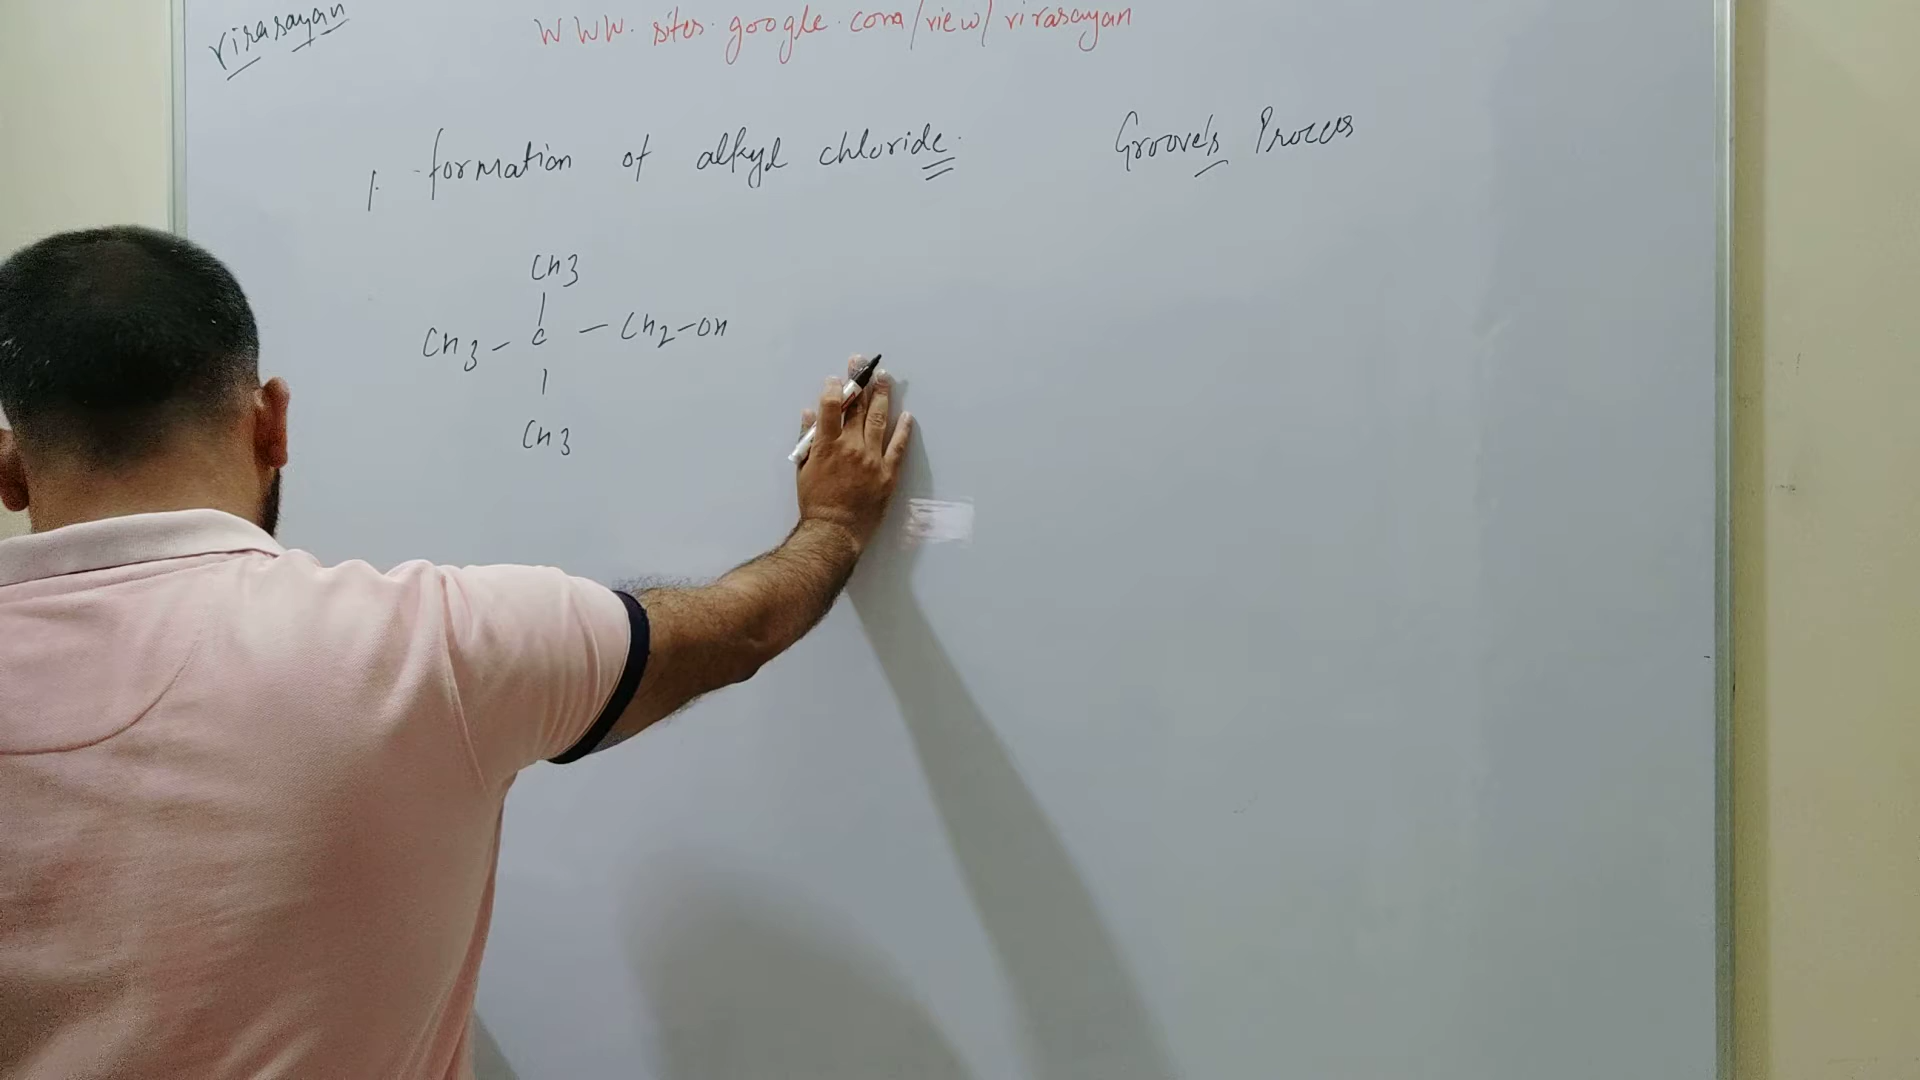 virasayan
WWW.sites.google.com/view/virasayan
1. formation of alkyl chloride. Groove's Process
CH3
CH3 - C - CH2-OH
CH3